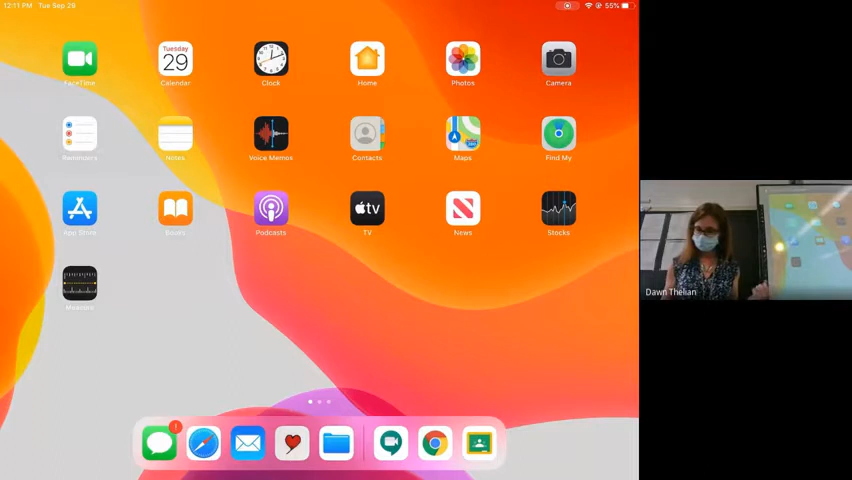 12:11 PM Tue Sep 29
55%
Tuesday
29
FaceTime
Calendar
Clock
Home
Photos
Camera
Reminders
Notes
Voice Memos
Contacts
Maps
Find My
App Store
Books
Podcasts
tv
TV
News
Stocks
Measure
!
Dawn Thelian